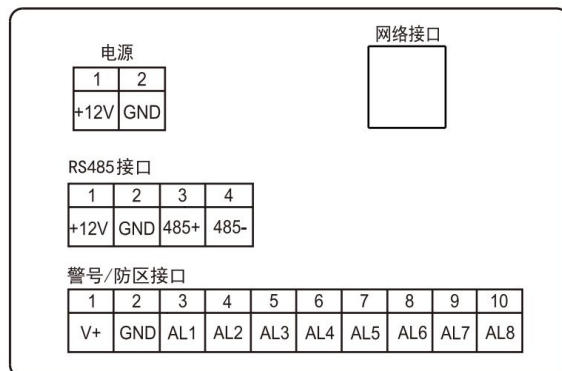 网络接口
电源
1 2
+12V GND
RS485接口
1 2 3 4
+12V GND 485+ 485-
警号/防区接口
1 2 3 4 5 6 7 8 9 10
V+ GND AL1 AL2 AL3 AL4 AL5 AL6 AL7 AL8